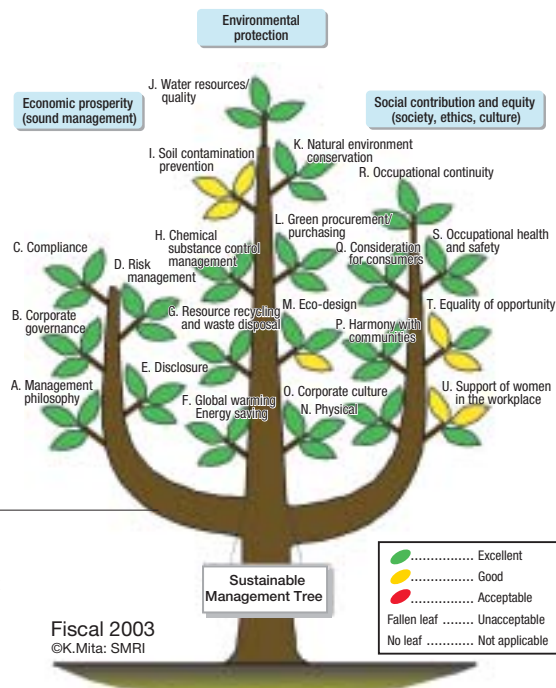 Environmental
protection
Economic prosperity
(sound management)
Social contribution and equity
(society, ethics, culture)
J. Water resources/
quality
K. Natural environment
conservation
I. Soil contamination
prevention
R. Occupational continuity
L. Green procurement/
purchasing
H. Chemical
substance control
management
Q. Consideration
for consumers
S. Occupational health
and safety
C. Compliance
D. Risk
management
G. Resource recycling
and waste disposal
M. Eco-design
T. Equality of opportunity
B. Corporate
governance
P. Harmony with
communities
E. Disclosure
A. Management
philosophy
F. Global warming
Energy saving
O. Corporate culture
N. Physical
U. Support of women
in the workplace
Sustainable
Management Tree
............... Excellent
............... Good
............... Acceptable
Fallen leaf ........ Unacceptable
No leaf ........... Not applicable
Fiscal 2003
©K.Mita: SMRI